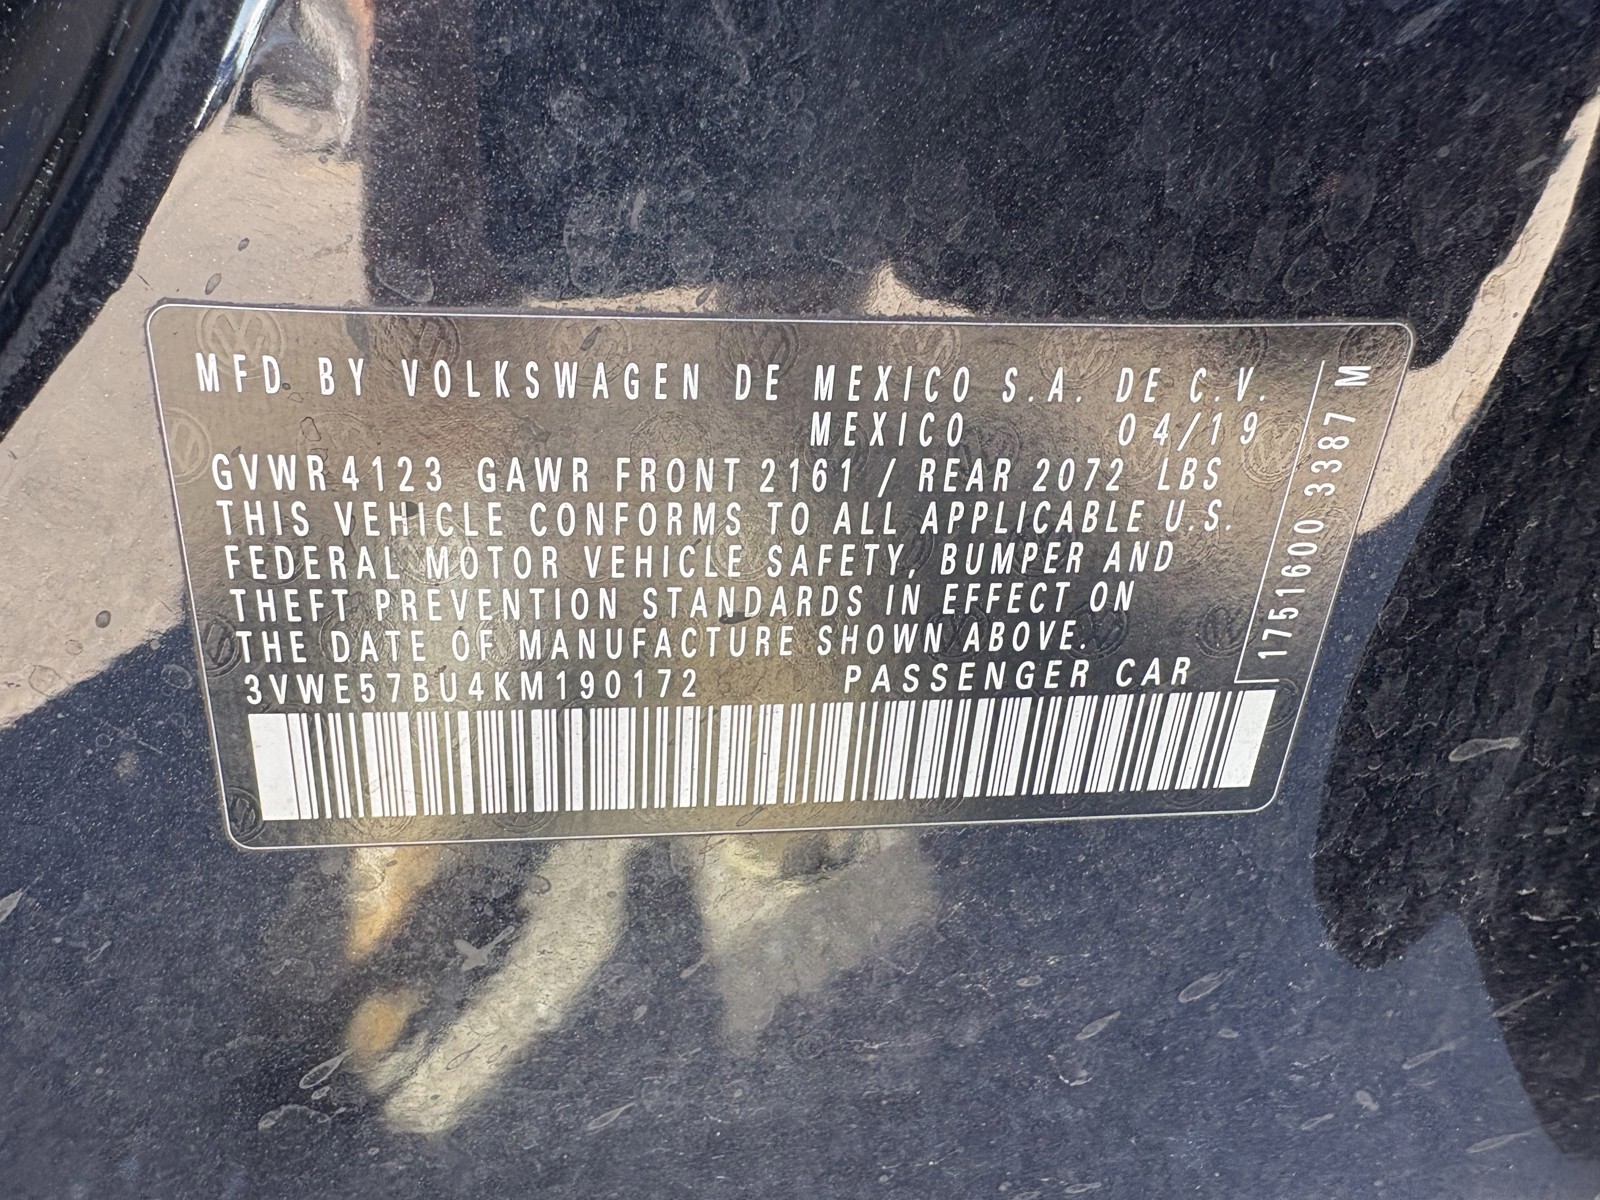 MFD. BY VOLKSWAGEN DE MEXICO S.A. DE C.V.
MEXICO 04/19
GVWR 4123 GAWR FRONT 2161 / REAR 2072 LBS
THIS VEHICLE CONFORMS TO ALL APPLICABLE U.S.
FEDERAL MOTOR VEHICLE SAFETY, BUMPER AND
THEFT PREVENTION STANDARDS IN EFFECT ON
THE DATE OF MANUFACTURE SHOWN ABOVE.
3VWE57BU4KM190172 PASSENGER CAR
1751600 3387 M